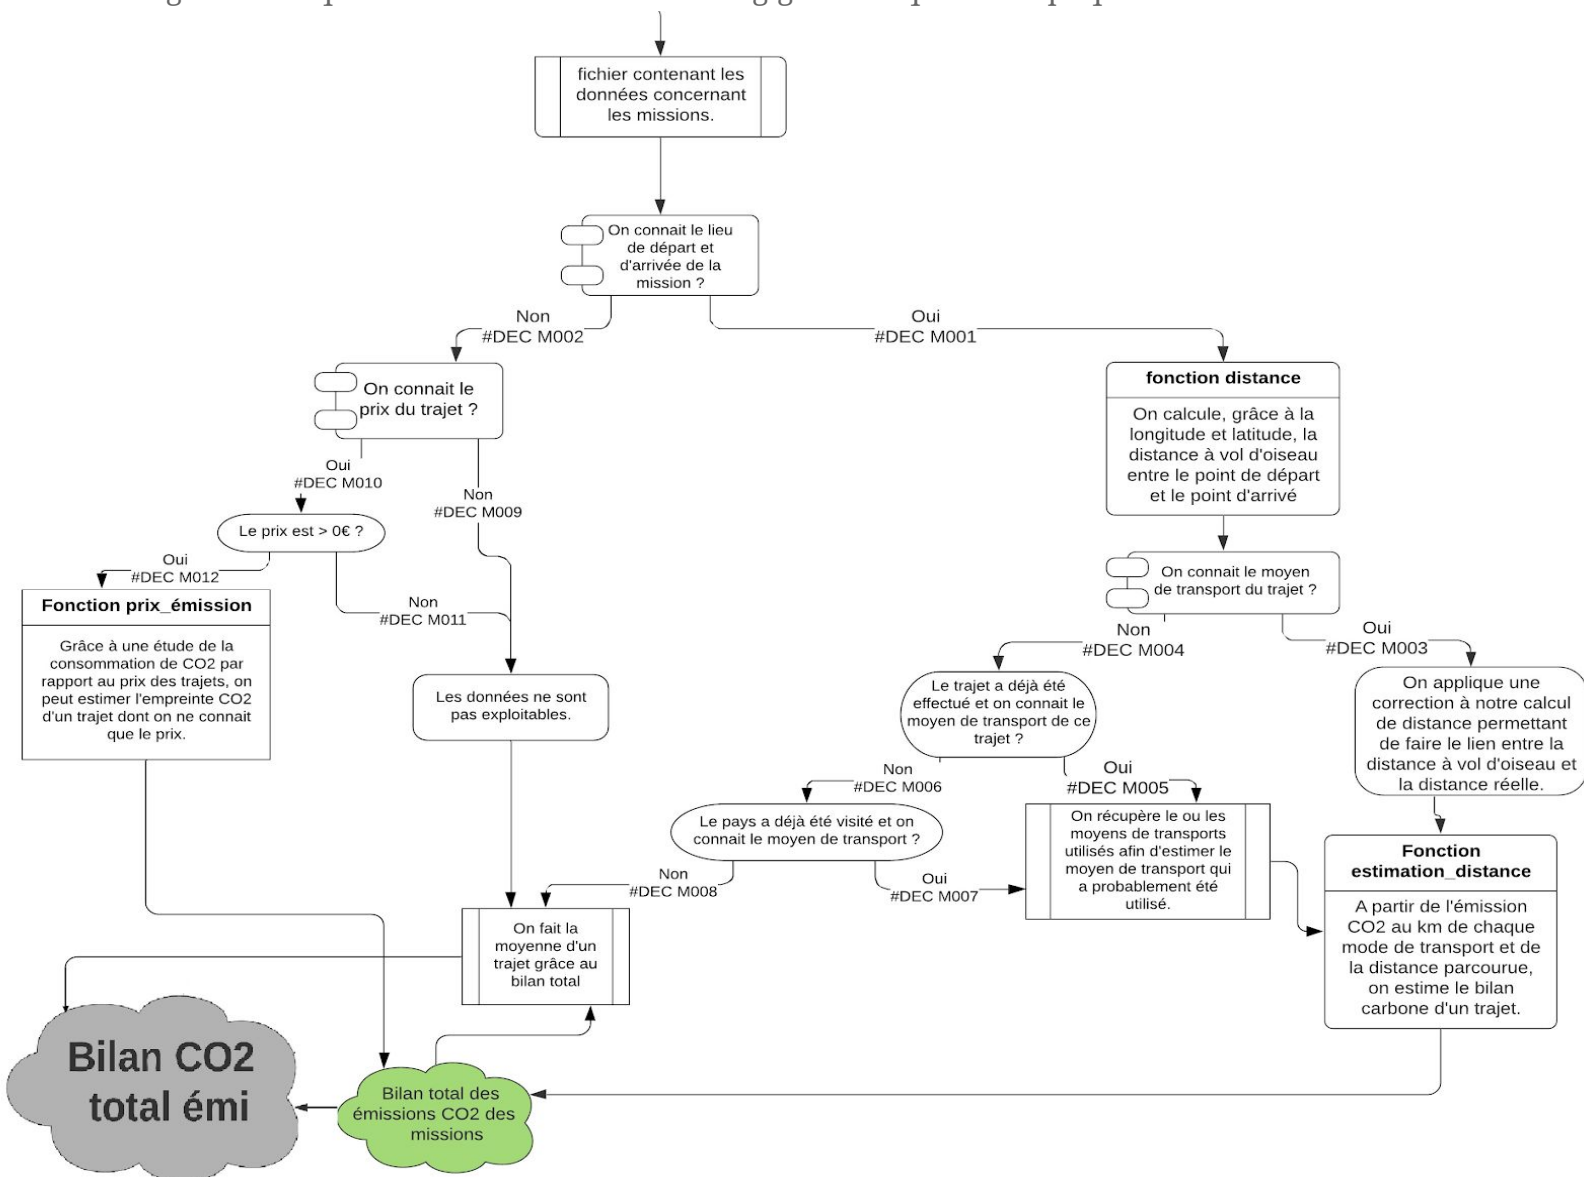 fichier contenant les
données concernant
les missions.
On connait le lieu
de départ et
d'arrivée de la
mission ?
Non
#DEC M002
Oui
#DEC M001
On connait le
prix du trajet ?
fonction distance
On calcule, grâce à la
longitude et latitude, la
distance à vol d'oiseau
entre le point de départ
et le point d'arrivé
Oui
#DEC M010
Non
#DEC M009
Le prix est > 0€ ?
Oui
#DEC M012
Non
#DEC M011
Fonction prix_émission
Grâce à une étude de la
consommation de CO2 par
rapport au prix des trajets, on
peut estimer l'empreinte CO2
d'un trajet dont on ne connait
que le prix.
Les données ne sont
pas exploitables.
On connait le moyen
de transport du trajet ?
Non
#DEC M004
Oui
#DEC M003
Le trajet a déjà été
effectué et on connait le
moyen de transport de ce
trajet ?
On applique une
correction à notre calcul
de distance permettant
de faire le lien entre la
distance à vol d'oiseau et
la distance réelle.
Non
#DEC M006
Oui
#DEC M005
Le pays a déjà été visité et on
connait le moyen de transport ?
On récupère le ou les
moyens de transports
utilisés afin d'estimer le
moyen de transport qui
a probablement été
utilisé.
Non
#DEC M008
Oui
#DEC M007
Fonction
estimation_distance
A partir de l'émission
CO2 au km de chaque
mode de transport et de
la distance parcourue,
on estime le bilan
carbone d'un trajet.
On fait la
moyenne d'un
trajet grâce au
bilan total
Bilan CO2
total émi
Bilan total des
émissions CO2 des
missions